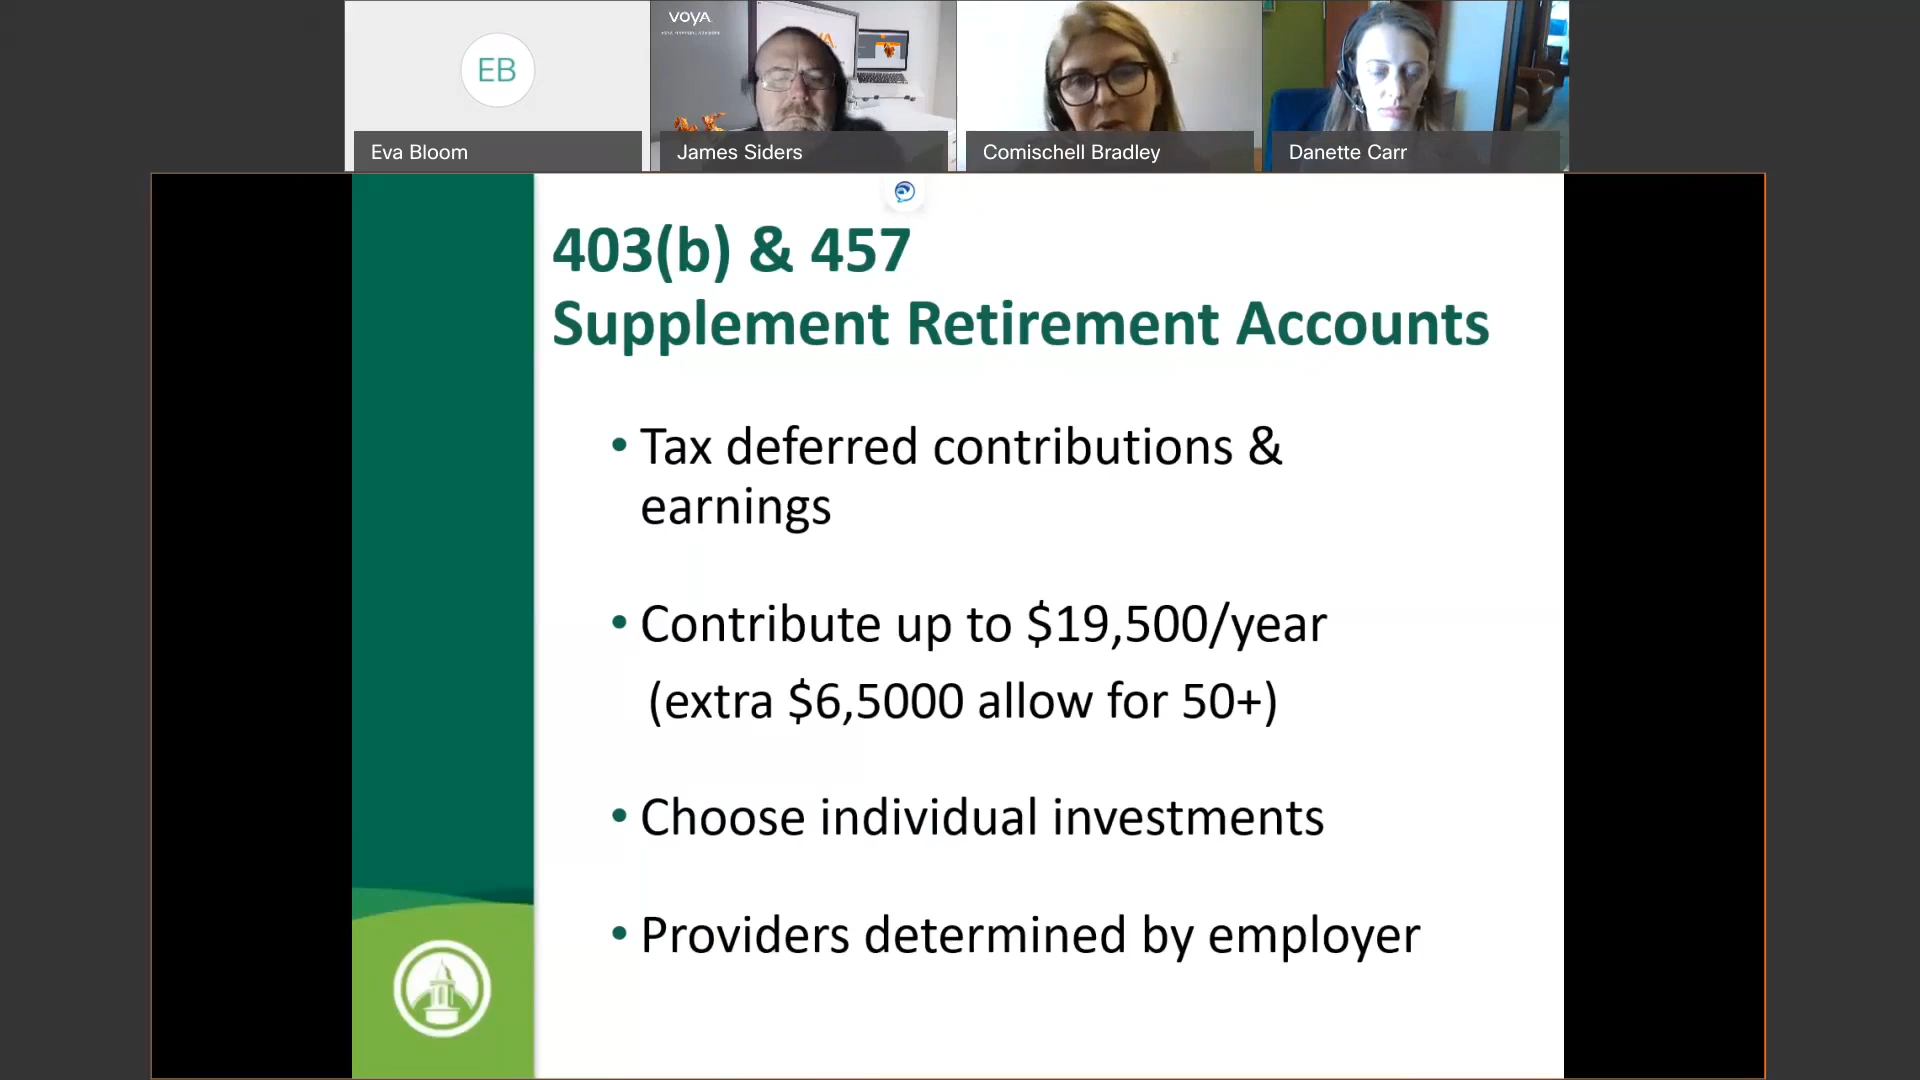 EB
VOYA
Eva Bloom
James Siders
Comischell Bradley
Danette Carr
403(b) & 457
Supplement Retirement Accounts
• Tax deferred contributions &
earnings
• Contribute up to $19,500/year
(extra $6,5000 allow for 50+)
• Choose individual investments
• Providers determined by employer